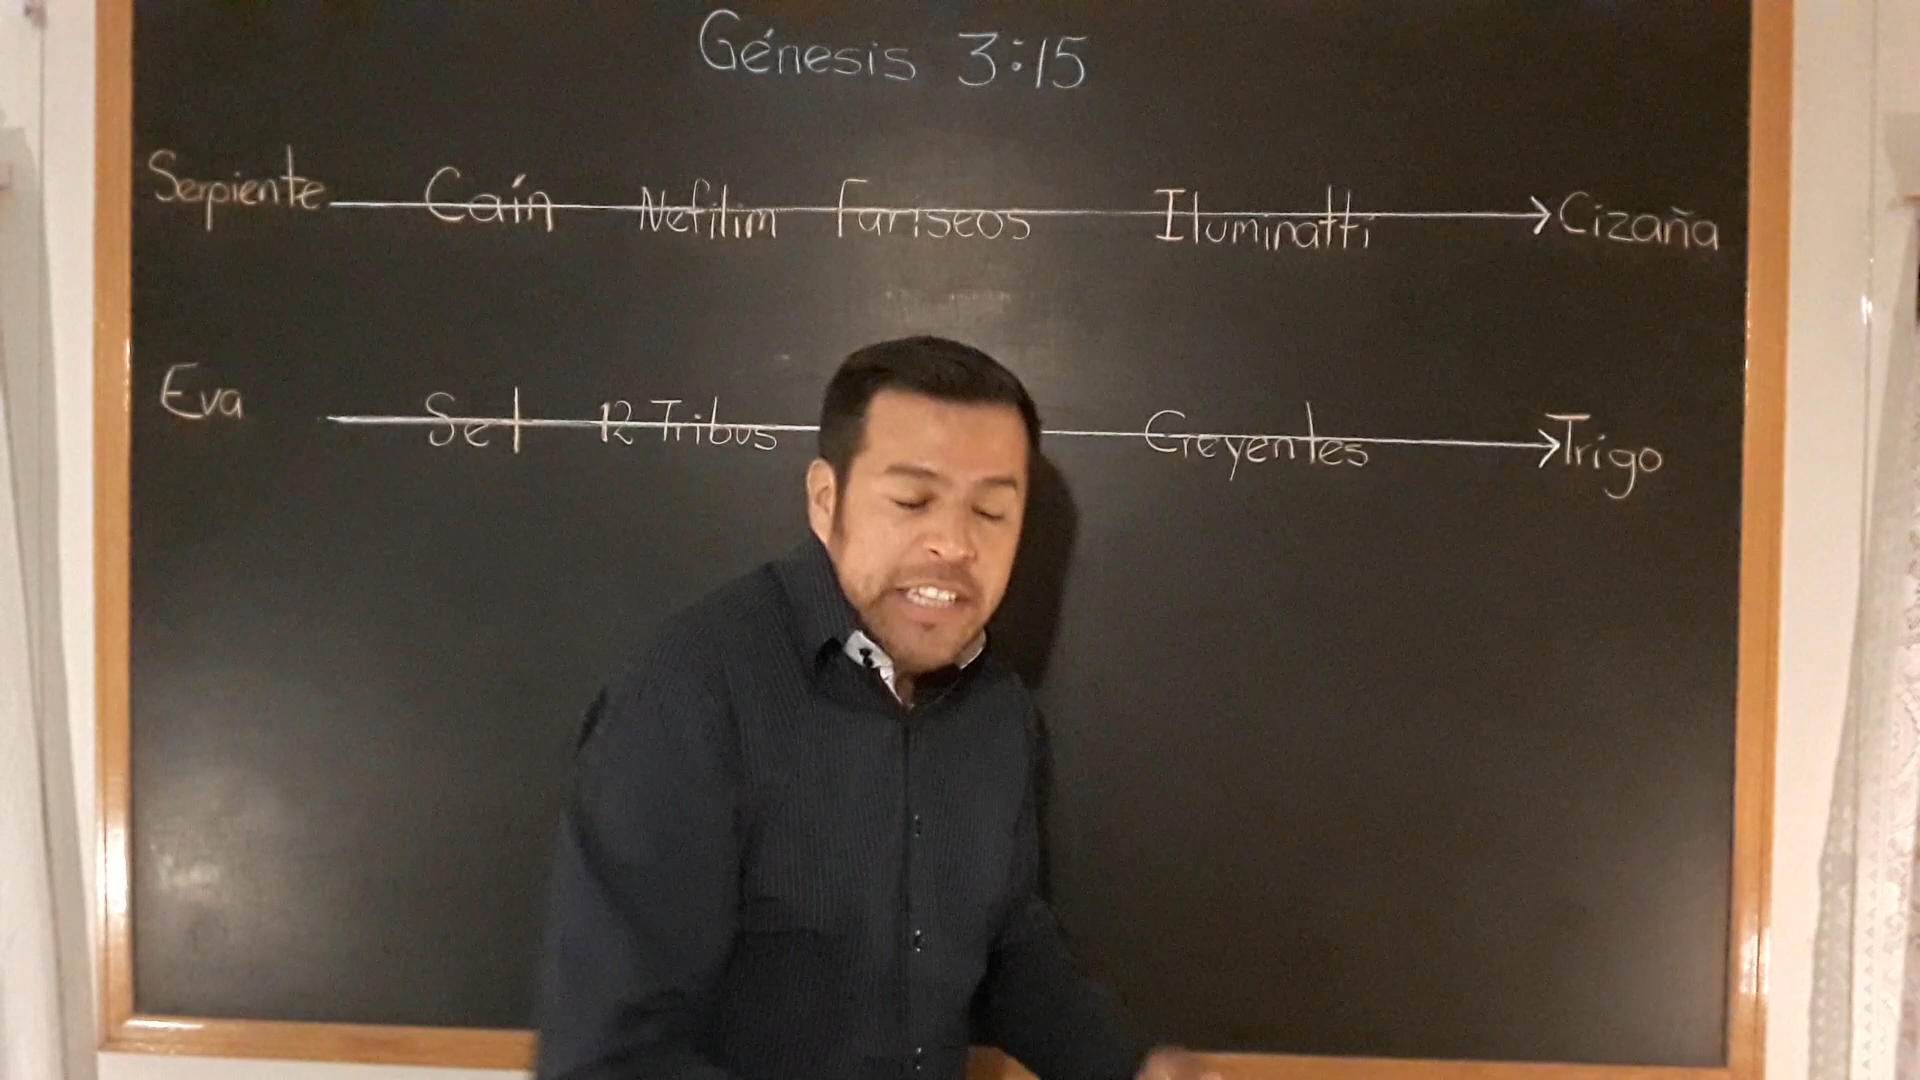 Génesis 3:15
Serpiente Caín Nefilim Fariseos Iluminatti Cizaña
Eva Set 12 Tribus Creyentes Trigo